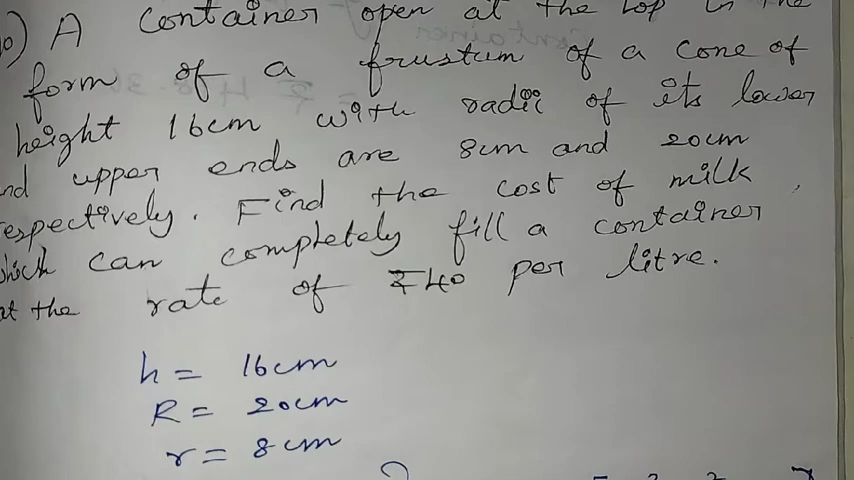 A container open at the top in the
form of a frustum of a cone of
height 16cm with radii of its lower
upper ends are 8cm and 20cm
respectively. Find the cost of milk
which can completely fill a container
at the rate of ₹40 per litre.
h = 16cm
R = 20cm
r = 8cm